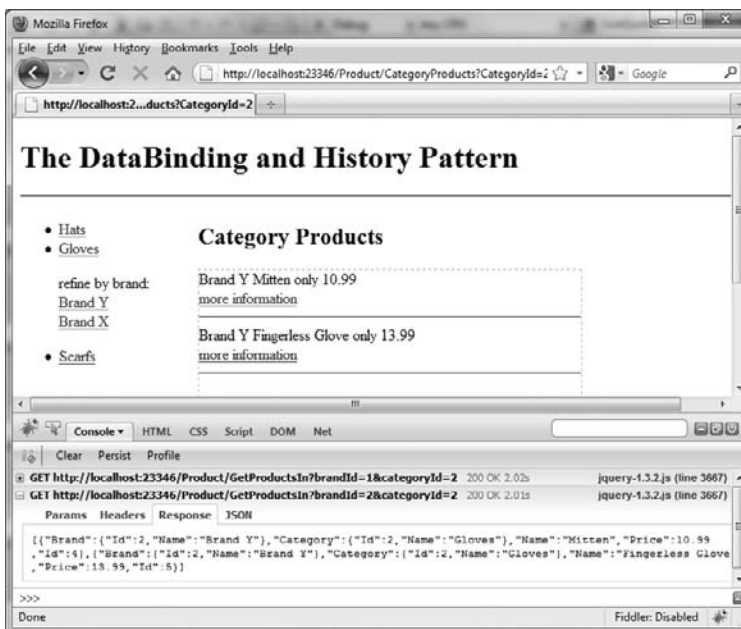 Mozilla Firefox
File Edit View History Bookmarks Tools Help
http://localhost:23346/Product/CategoryProducts?CategoryId=2
Google
http://localhost:2...ducts?CategoryId=2
The DataBinding and History Pattern
Hats
Gloves
refine by brand:
Brand Y
Brand X
Scarfs
Category Products
Brand Y Mitten only 10.99
more information
Brand Y Fingerless Glove only 13.99
more information
Console HTML CSS Script DOM Net
Clear Persist Profile
GET http://localhost:23346/Product/GetProductsIn?brandId=1&categoryId=2 200 OK 2.02s jquery-1.3.2.js (line 3667)
GET http://localhost:23346/Product/GetProductsIn?brandId=2&categoryId=2 200 OK 2.01s jquery-1.3.2.js (line 3667)
Params Headers Response JSON
[{"Brand":{"Id":2,"Name":"Brand Y"},"Category":{"Id":2,"Name":"Gloves"},"Name":"Mitten","Price":10.99
,"Id":4},{"Brand":{"Id":2,"Name":"Brand Y"},"Category":{"Id":2,"Name":"Gloves"},"Name":"Fingerless Glove
,"Price":13.99,"Id":5}]
>>>
Done Fiddler: Disabled